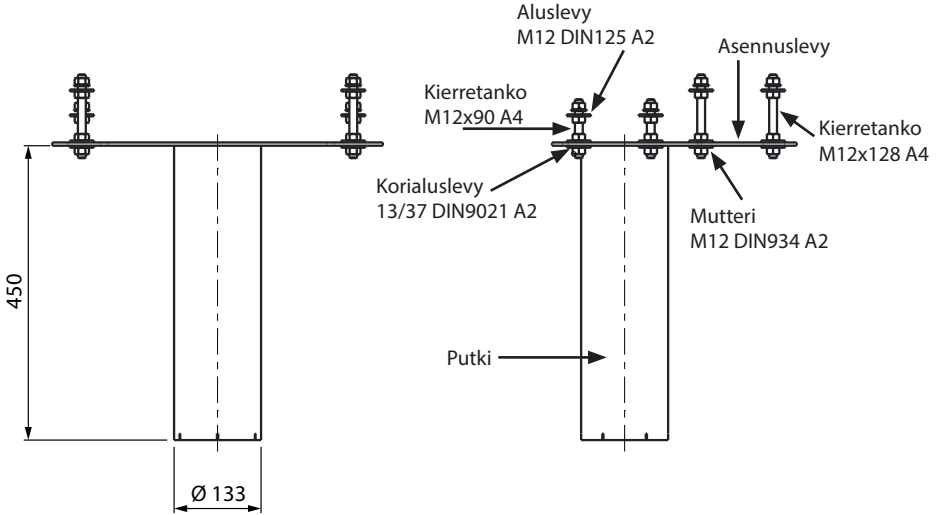 Aluslevy
M12 DIN125 A2
Asennuslevy
Kierretanko
M12x90 A4
Kierretanko
M12x128 A4
Korialuslevy
13/37 DIN9021 A2
Mutteri
M12 DIN934 A2
450
Putki
Ø 133